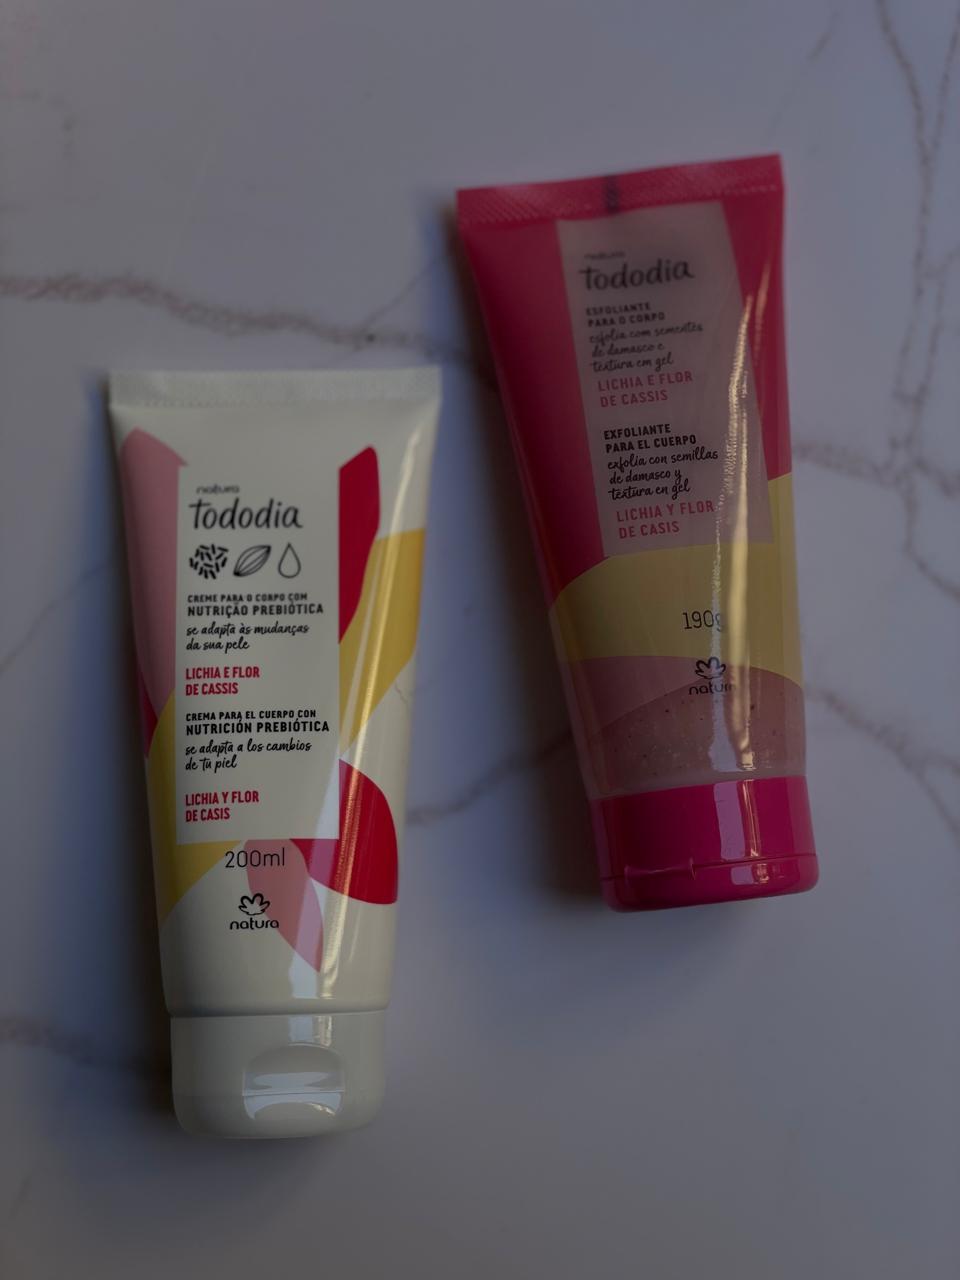 natura
tododia
CREME PARA O CORPO COM
NUTRIÇÃO PREBIÓTICA
se adapta às mudanças
da sua pele
LICHIA E FLOR
DE CASSIS
CREMA PARA EL CUERPO CON
NUTRICIÓN PREBIÓTICA
se adapta a los cambios
de tu piel
LICHIA Y FLOR
DE CASIS
200ml
natura
natura
tododia
ESFOLIANTE
PARA O CORPO
esfolia com sementes
de damasco e
textura em gel
LICHIA E FLOR
DE CASSIS
EXFOLIANTE
PARA EL CUERPO
exfolia con semillas
de damasco y
textura en gel
LICHIA Y FLOR
DE CASIS
190g
natura